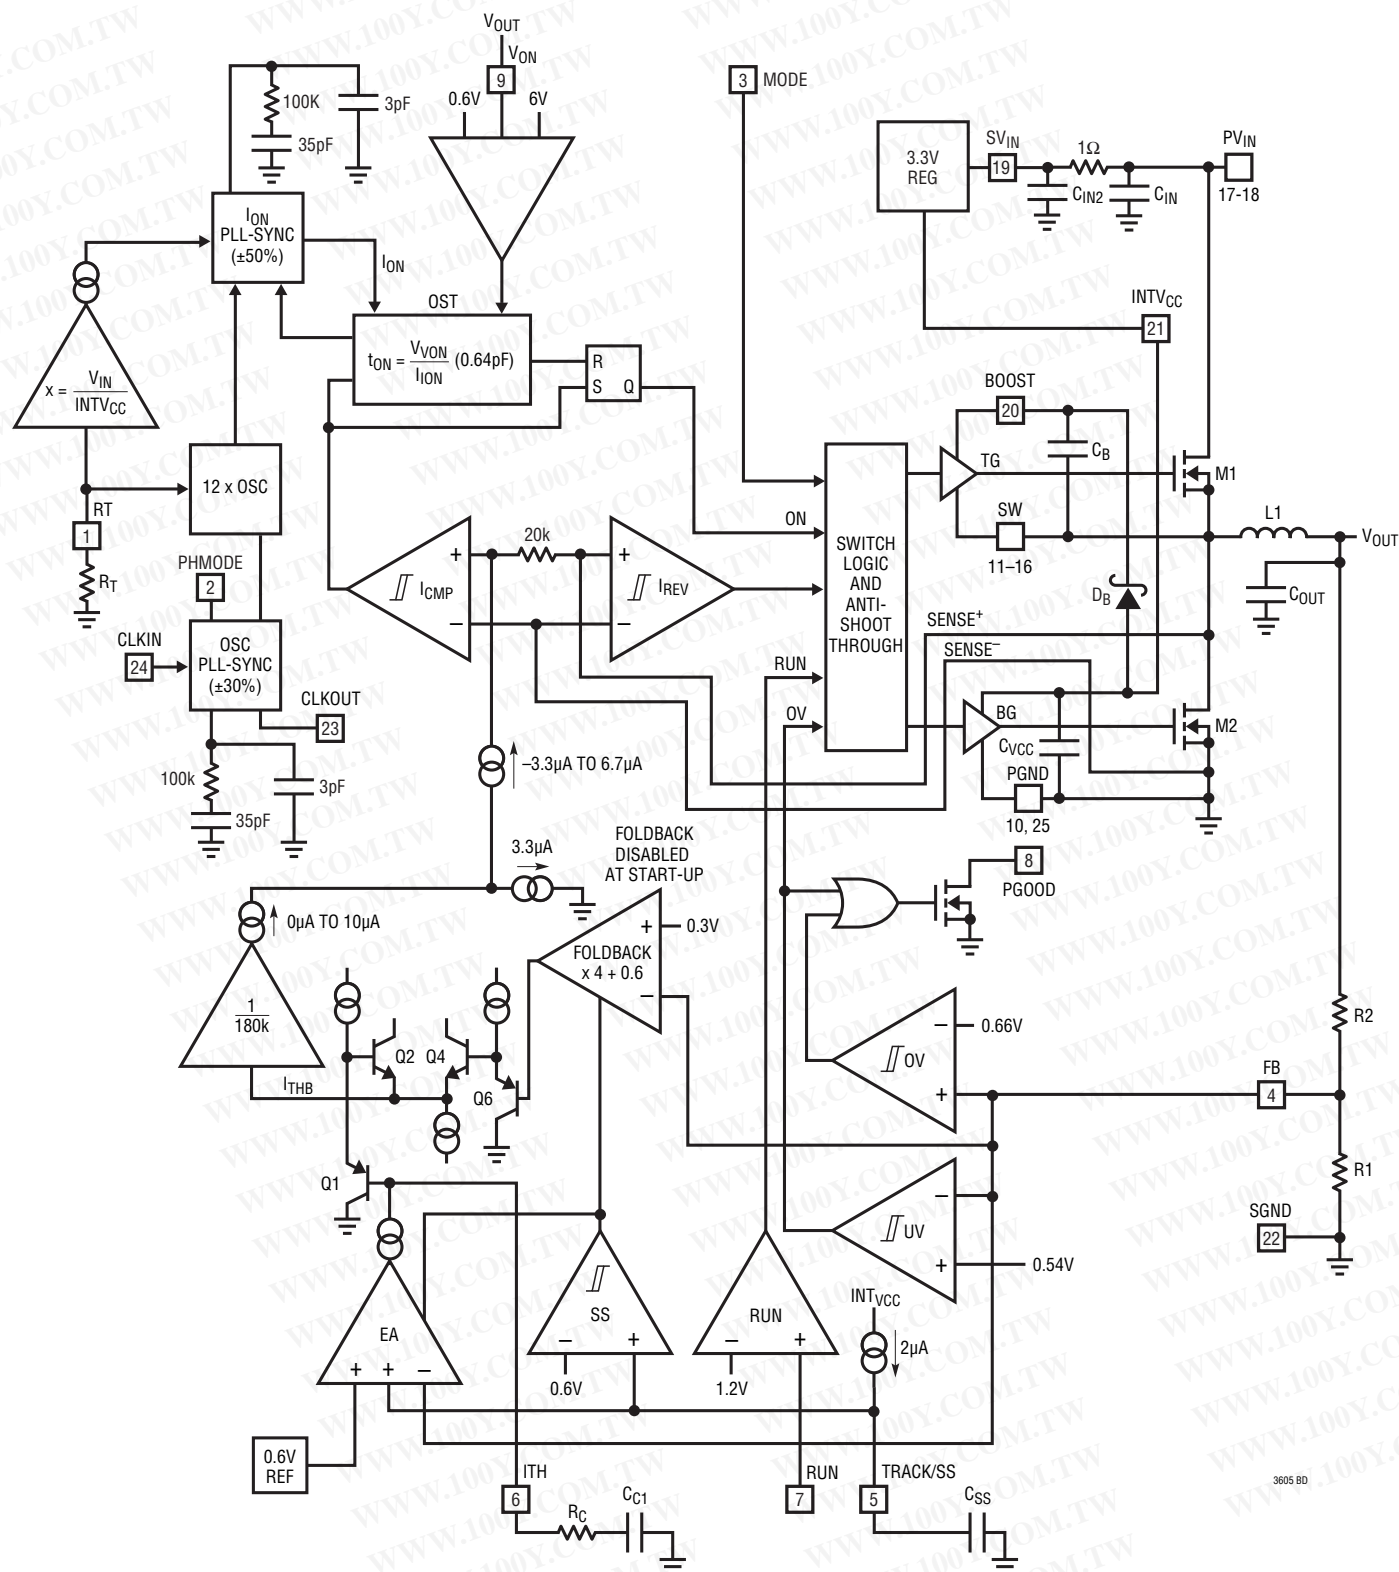 VOUT
VON
9
0.6V
6V
100K
3pF
35pF
ION
PLL-SYNC
(±50%)
ION
3
MODE
3.3V
REG
SVIN
19
1Ω
PVIN
17-18
CIN2
CIN
OST
tON = VVON
IION
(0.64pF)
R
S Q
INTVCC
21
x = VIN
INTVCC
12 x OSC
RT
1
RT
PHMODE
2
CLKIN
24
OSC
PLL-SYNC
(±30%)
CLKOUT
23
100k
3pF
35pF
20k
+
–
ICMP
+
–
IREV
–3.3µA TO 6.7µA
ON
RUN
OV
SWITCH
LOGIC
AND
ANTI-
SHOOT
THROUGH
BOOST
20
CB
TG
SW
11–16
M1
L1
VOUT
COUT
DB
SENSE+
SENSE–
BG
CVCC
PGND
10, 25
M2
3.3µA
FOLDBACK
DISABLED
AT START-UP
0µA TO 10µA
1
180k
ITHB
Q2
Q4
Q6
Q1
+
0.3V
FOLDBACK
x 4 + 0.6
–
8
PGOOD
–
0.66V
OV
+
R2
FB
4
R1
SGND
22
–
UV
+
0.54V
EA
+ + –
SS
– +
0.6V
RUN
– +
1.2V
INTVCC
2µA
0.6V
REF
ITH
6
RC
CC1
RUN
7
TRACK/SS
5
CSS
3605 BD
WWW.100Y.COM.TW